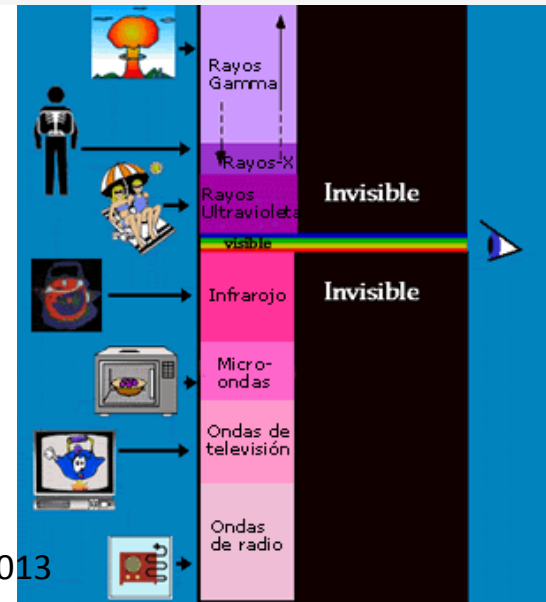 Rayos
Gamma
Rayos-X
Rayos
Ultravioleta
Invisible
visible
Infrarojo
Invisible
Micro-
ondas
Ondas de
televisión
Ondas
de radio
013